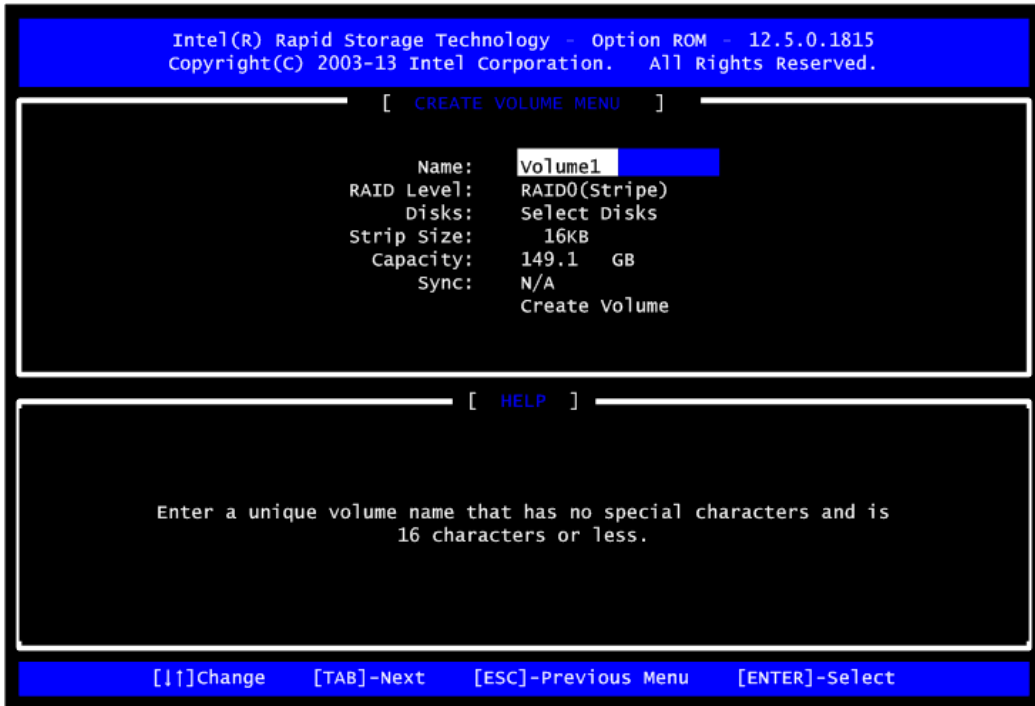 Intel(R) Rapid Storage Technology - Option ROM - 12.5.0.1815
Copyright(C) 2003-13 Intel Corporation. All Rights Reserved.
[ CREATE VOLUME MENU ]
Name: Volume1
RAID Level: RAID0(Stripe)
Disks: Select Disks
Strip Size: 16KB
Capacity: 149.1 GB
Sync: N/A
Create Volume
[ HELP ]
Enter a unique volume name that has no special characters and is
16 characters or less.
[↓↑]Change [TAB]-Next [ESC]-Previous Menu [ENTER]-Select